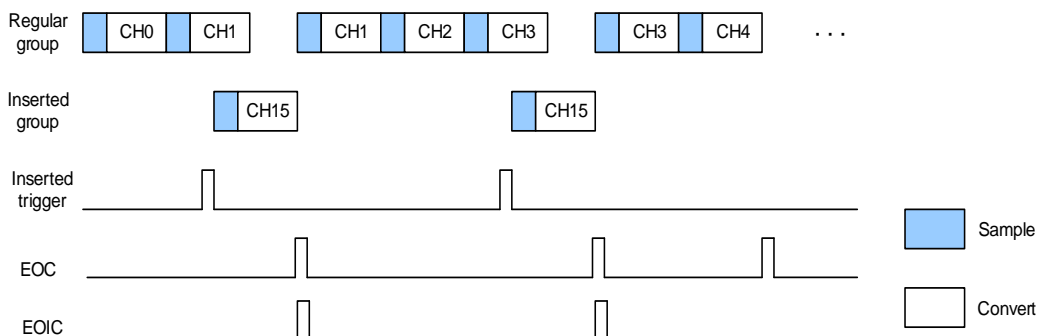 Regular
group
CH0 CH1 CH1 CH2 CH3 CH3 CH4 . . .
Inserted
group
CH15 CH15
Inserted
trigger
EOC
EOIC
Sample
Convert